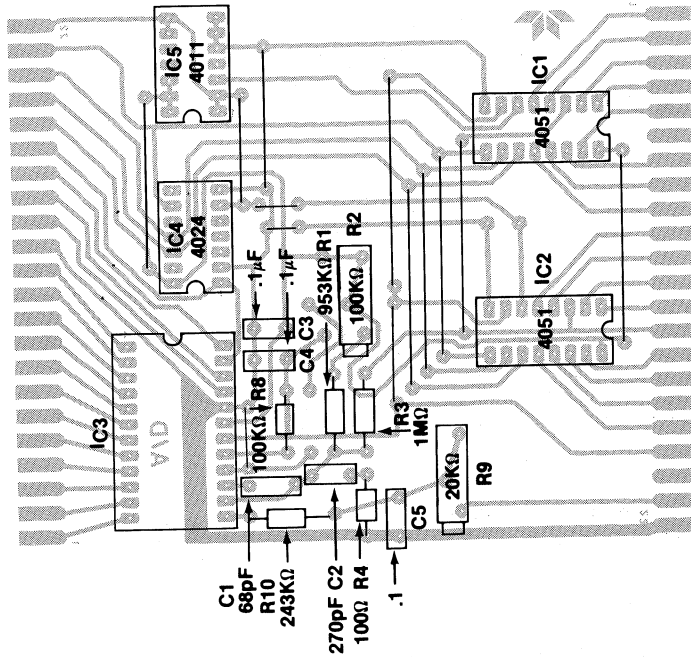 IC5
4011
IC1
4051
IC4
4024
.1µF
.1µF
R2
100KΩ
953KΩ R1
IC2
4051
C3
C4
IC3
A/D
R8
100KΩ
R3
1MΩ
20KΩ
R9
C5
C1
68pF
R10
243KΩ
270pF C2
100Ω R4
.1